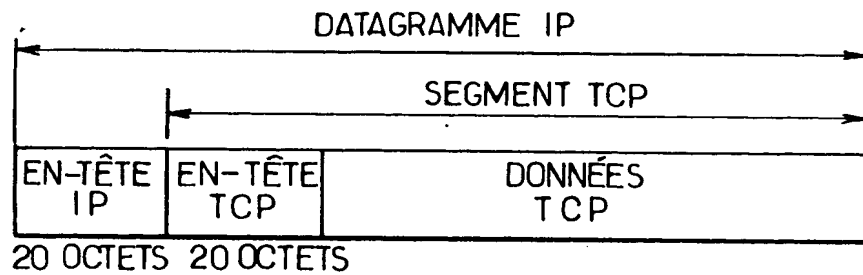 DATAGRAMME IP
SEGMENT TCP
EN-TÊTE IP
EN-TÊTE TCP
DONNÉES TCP
20 OCTETS 20 OCTETS